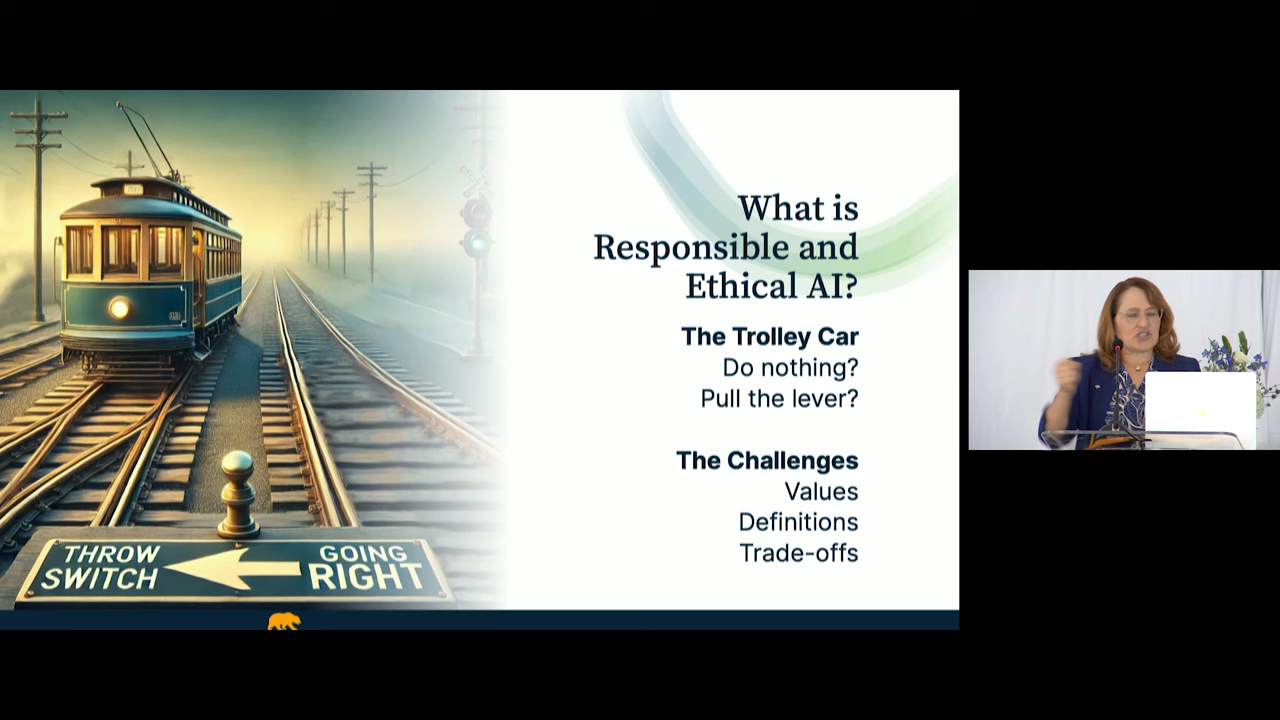 What is
Responsible and
Ethical AI?
The Trolley Car
Do nothing?
Pull the lever?
The Challenges
Values
Definitions
Trade-offs
THROW
SWITCH
GOING
RIGHT